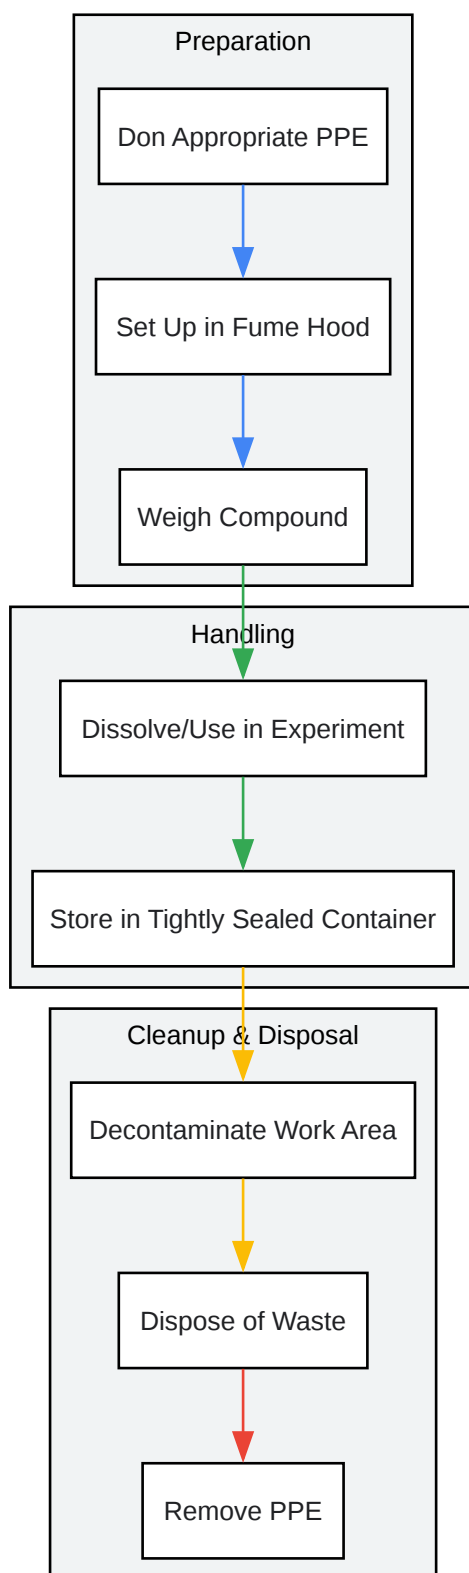 Preparation
Don Appropriate PPE
Set Up in Fume Hood
Weigh Compound
Handling
Dissolve/Use in Experiment
Store in Tightly Sealed Container
Cleanup & Disposal
Decontaminate Work Area
Dispose of Waste
Remove PPE